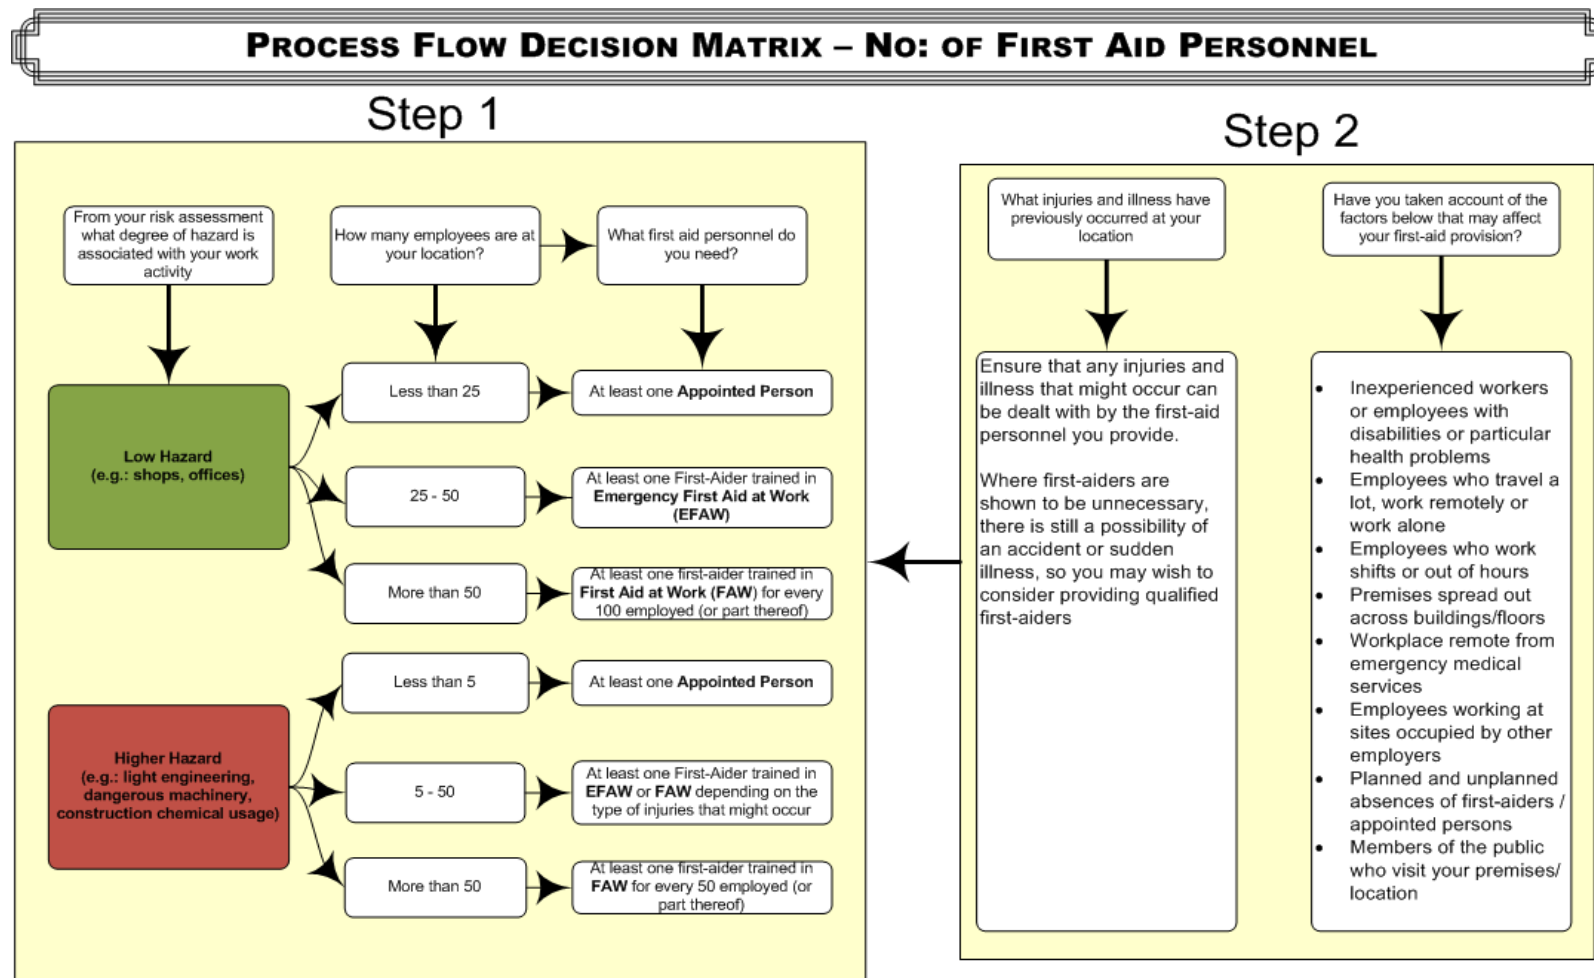 PROCESS FLOW DECISION MATRIX – NO: OF FIRST AID PERSONNEL
Step 1
From your risk assessment
what degree of hazard is
associated with your work
activity
How many employees are at
your location?
What first aid personnel do
you need?
Low Hazard
(e.g.: shops, offices)
Less than 25
At least one Appointed Person
25 - 50
At least one First-Aider trained in
Emergency First Aid at Work
(EFAW)
More than 50
At least one first-aider trained in
First Aid at Work (FAW) for every
100 employed (or part thereof)
Higher Hazard
(e.g.: light engineering,
dangerous machinery,
construction chemical usage)
Less than 5
At least one Appointed Person
5 - 50
At least one First-Aider trained in
EFAW or FAW depending on the
type of injuries that might occur
More than 50
At least one first-aider trained in
FAW for every 50 employed (or
part thereof)
Step 2
What injuries and illness have
previously occurred at your
location
Ensure that any injuries and
illness that might occur can
be dealt with by the first-aid
personnel you provide.
Where first-aiders are
shown to be unnecessary,
there is still a possibility of
an accident or sudden
illness, so you may wish to
consider providing qualified
first-aiders
Have you taken account of the
factors below that may affect
your first-aid provision?
• Inexperienced workers
or employees with
disabilities or particular
health problems
• Employees who travel a
lot, work remotely or
work alone
• Employees who work
shifts or out of hours
• Premises spread out
across buildings/floors
• Workplace remote from
emergency medical
services
• Employees working at
sites occupied by other
employers
• Planned and unplanned
absences of first-aiders /
appointed persons
• Members of the public
who visit your premises/
location